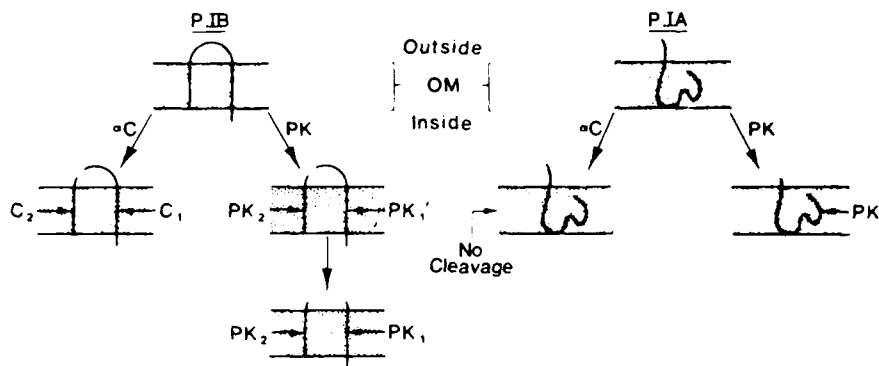 P.IB
P.IA
Outside
OM
Inside
αC
PK
αC
PK
C₂
C₁
PK₂
PK₁'
No
Cleavage
PK
PK₂
PK₁